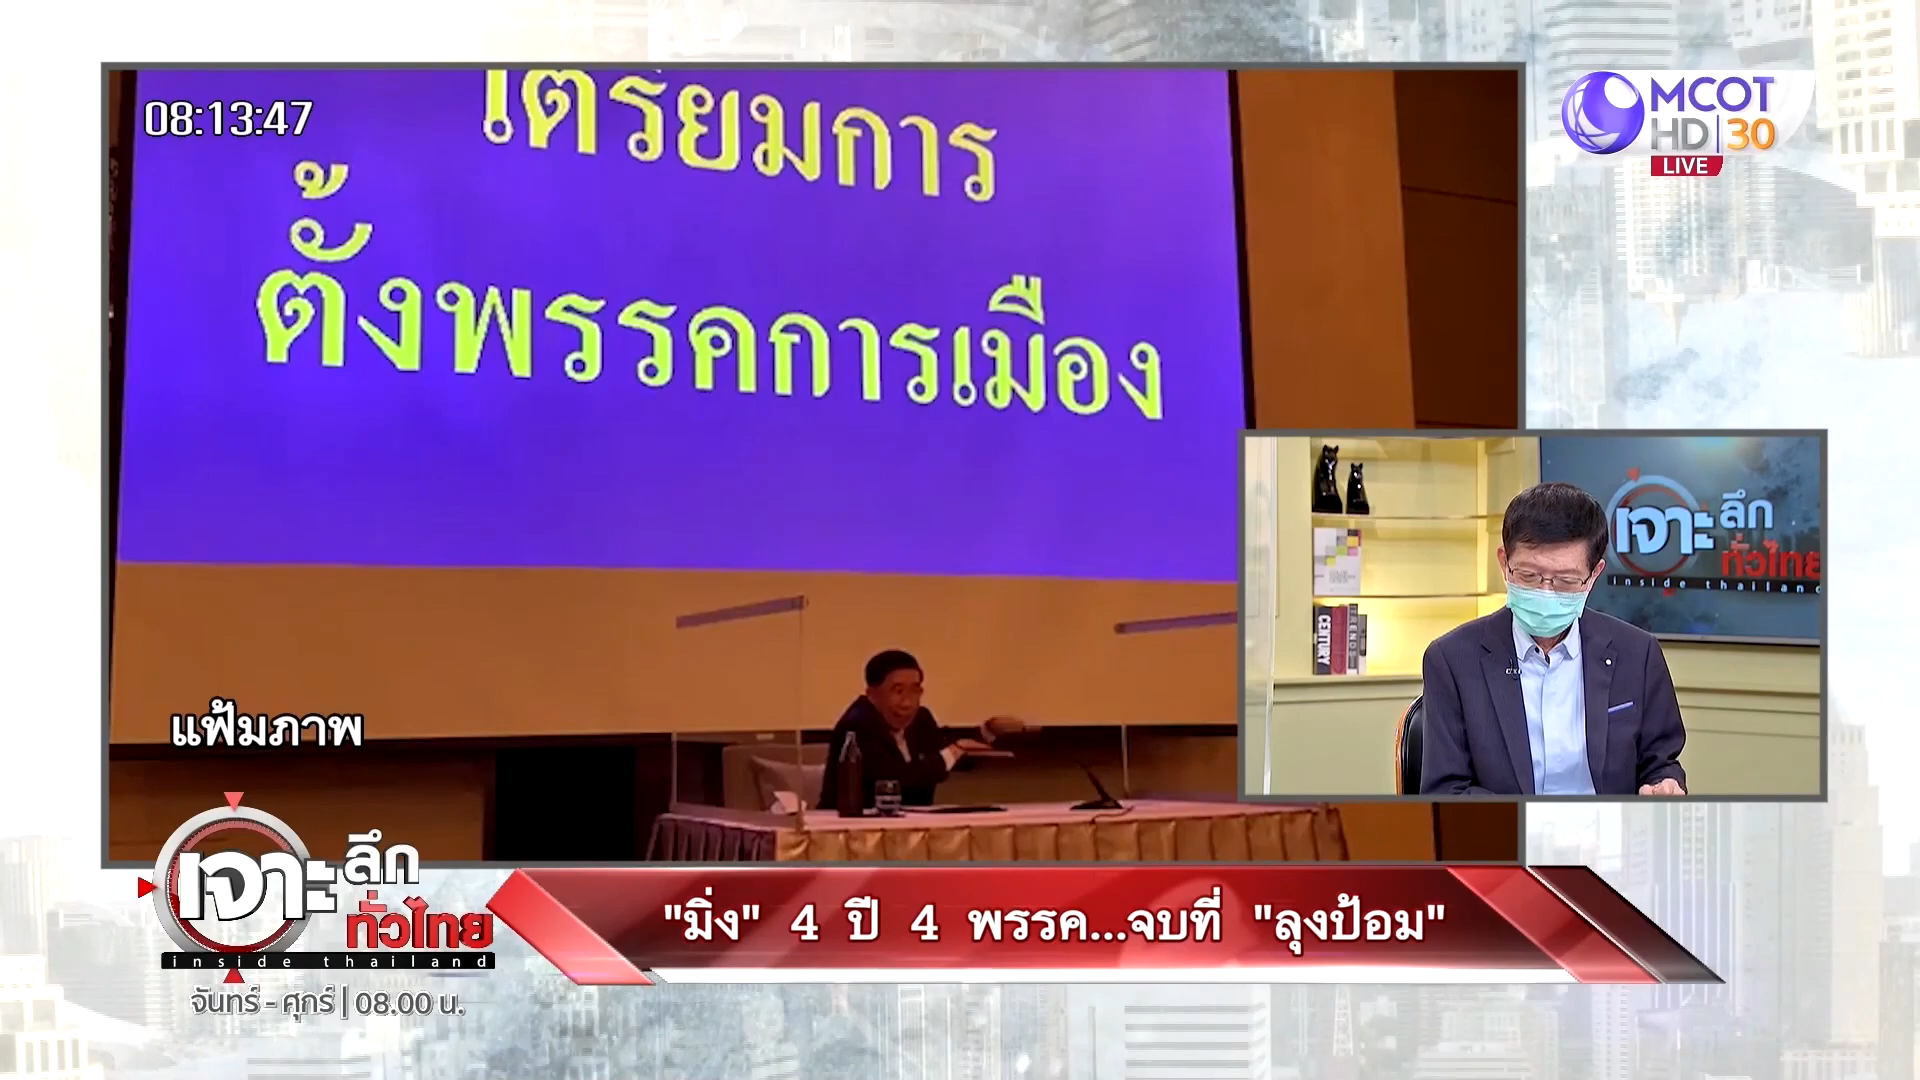 08:13:47
เตรียมการ
ตั้งพรรคการเมือง
MCOT
HD 30
LIVE
เจาะลึก
ทั่วไทย
inside thailand
CENTURY
TRENDS
แฟ้มภาพ
เจาะลึก
ทั่วไทย
inside thailand
จันทร์ - ศุกร์ | 08.00 น.
"มิ่ง" 4 ปี 4 พรรค...จบที่ "ลุงป้อม"